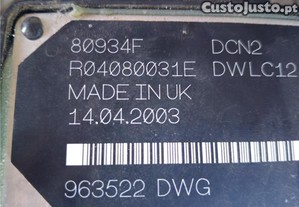 CustoJusto.pt
80934F DCN2
R04080031E DWLC12
MADE IN UK
14.04.2003
963522 DWG